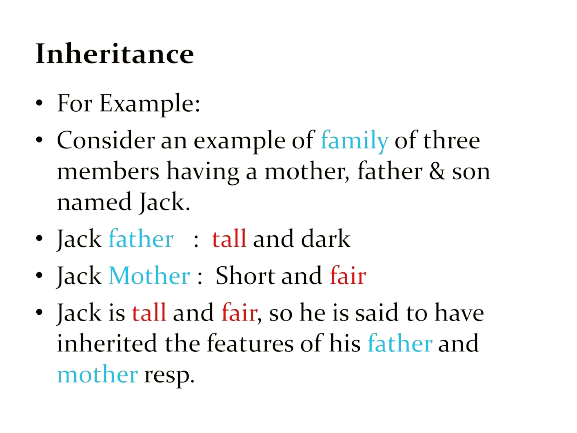 Inheritance
• For Example:
• Consider an example of family of three
members having a mother, father & son
named Jack.
• Jack father : tall and dark
• Jack Mother : Short and fair
• Jack is tall and fair, so he is said to have
inherited the features of his father and
mother resp.